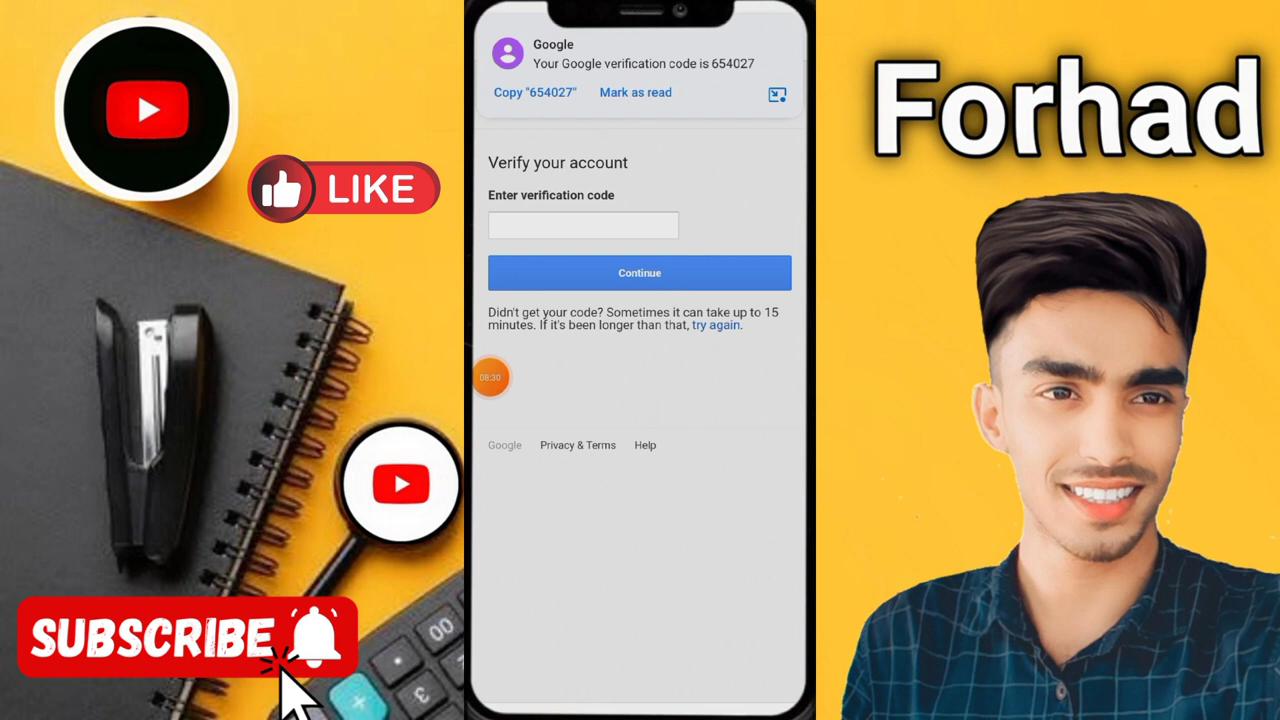 LIKE
SUBSCRIBE
00
Google
Your Google verification code is 654027
Copy "654027" Mark as read
Verify your account
Enter verification code
Continue
Didn't get your code? Sometimes it can take up to 15
minutes. If it's been longer than that, try again.
08:30
Google Privacy & Terms Help
Forhad